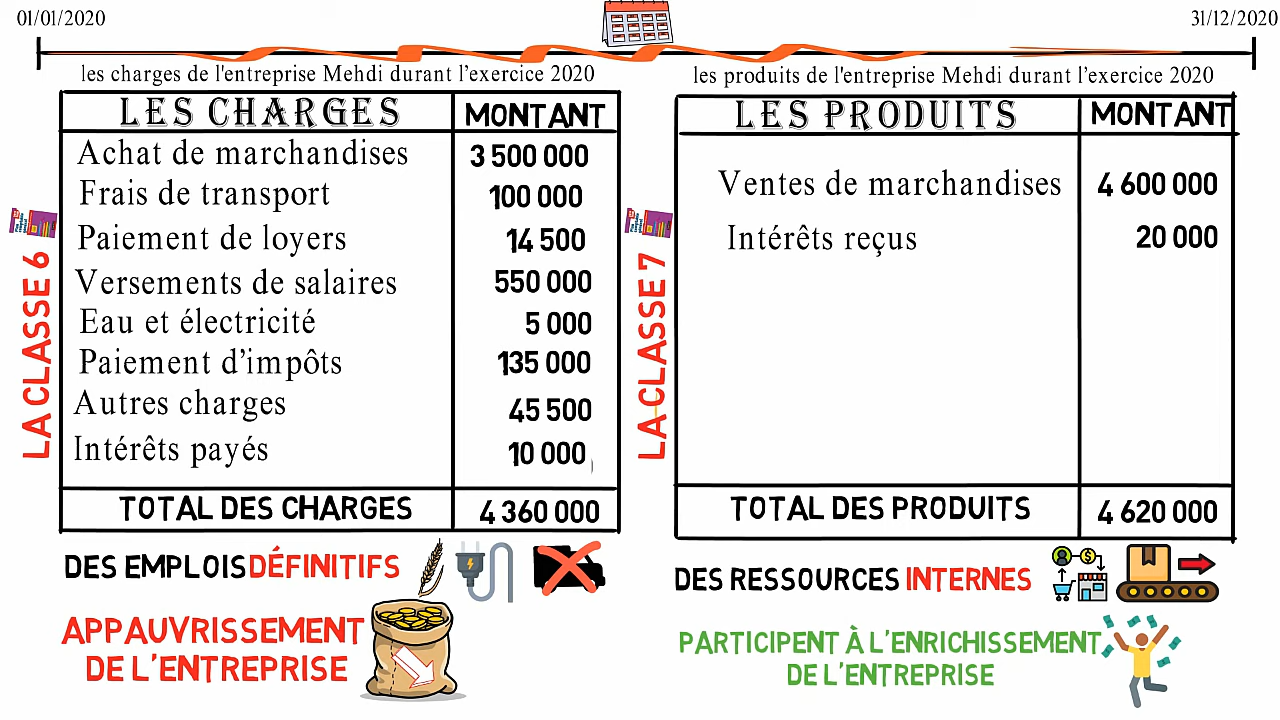 01/01/2020
31/12/2020
les charges de l'entreprise Mehdi durant l'exercice 2020
LES CHARGES MONTANT
Achat de marchandises 3 500 000
Frais de transport 100 000
Paiement de loyers 14 500
Versements de salaires 550 000
Eau et électricité 5 000
Paiement d'impôts 135 000
Autres charges 45 500
Intérêts payés 10 000
TOTAL DES CHARGES 4 360 000
LA CLASSE 6
DES EMPLOIS DÉFINITIFS
APPAUVRISSEMENT
DE L'ENTREPRISE
les produits de l'entreprise Mehdi durant l'exercice 2020
LES PRODUITS MONTANT
Ventes de marchandises 4 600 000
Intérêts reçus 20 000
TOTAL DES PRODUITS 4 620 000
LA CLASSE 7
DES RESSOURCES INTERNES
PARTICIPENT À L'ENRICHISSEMENT
DE L'ENTREPRISE